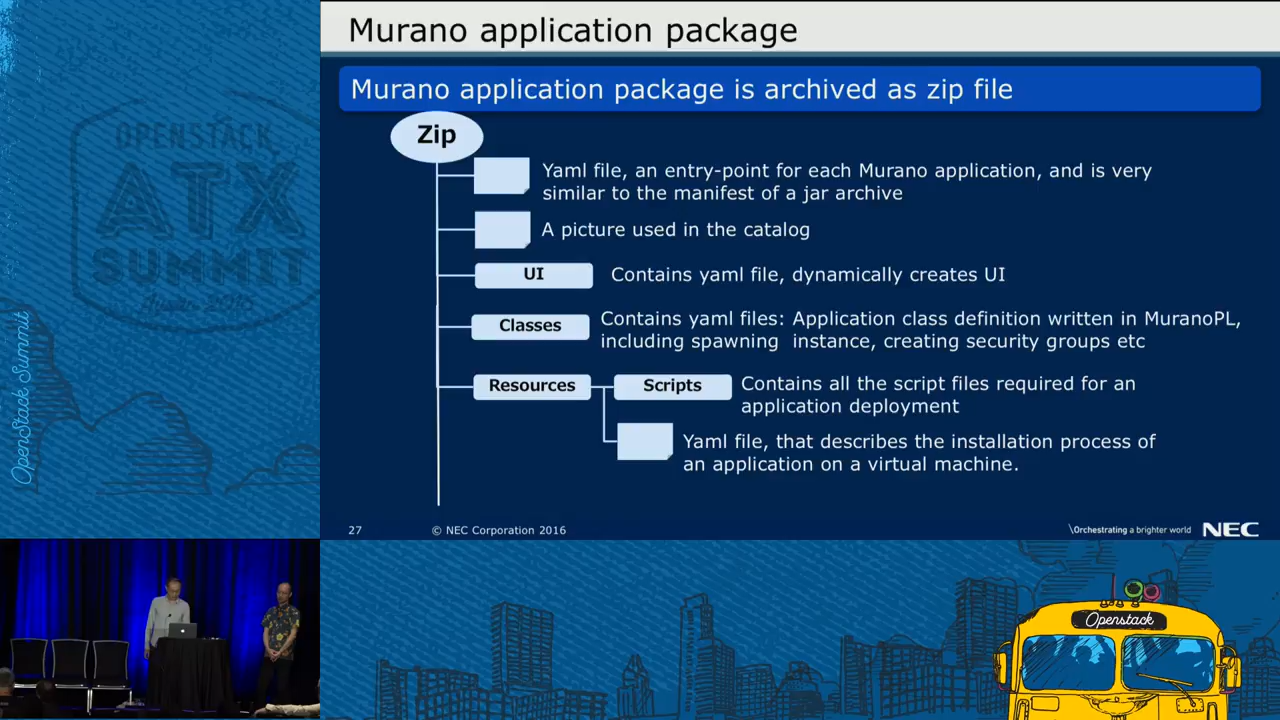 Murano application package
Murano application package is archived as zip file
Zip
Yaml file, an entry-point for each Murano application, and is very
similar to the manifest of a jar archive
A picture used in the catalog
UI
Contains yaml file, dynamically creates UI
Classes
Contains yaml files: Application class definition written in MuranoPL,
including spawning instance, creating security groups etc
Resources
Scripts
Contains all the script files required for an
application deployment
Yaml file, that describes the installation process of
an application on a virtual machine.
27
© NEC Corporation 2016
\Orchestrating a brighter world
NEC
OPENSTACK
ATX
SUMMIT
Austin 2016
OpenStack Summit
Openstack